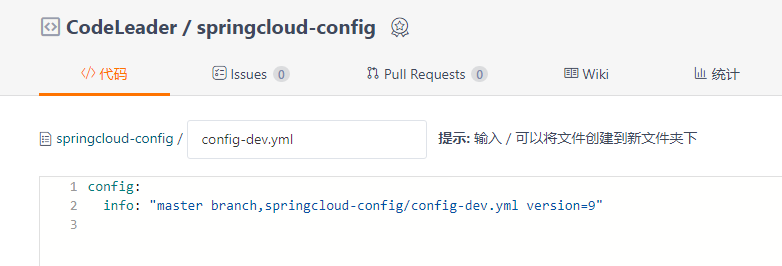 CodeLeader / springcloud-config
代码 Issues 0 Pull Requests 0 Wiki 统计
springcloud-config / config-dev.yml 提示: 输入 / 可以将文件创建到新文件夹下
1 config:
2 info: "master branch,springcloud-config/config-dev.yml version=9"
3